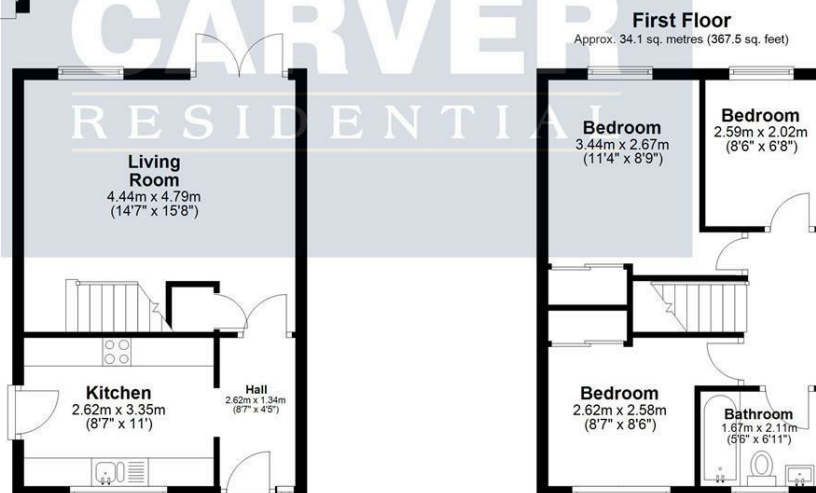 CARVER
RESIDENTIAL
Living
Room
4.44m x 4.79m
(14'7" x 15'8")
Kitchen
2.62m x 3.35m
(8'7" x 11')
Hall
2.62m x 1.34m
(8'7" x 4'5")
First Floor
Approx. 34.1 sq. metres (367.5 sq. feet)
Bedroom
3.44m x 2.67m
(11'4" x 8'9")
Bedroom
2.59m x 2.02m
(8'6" x 6'8")
Bedroom
2.62m x 2.58m
(8'7" x 8'6")
Bathroom
1.67m x 2.11m
(5'6" x 6'11")